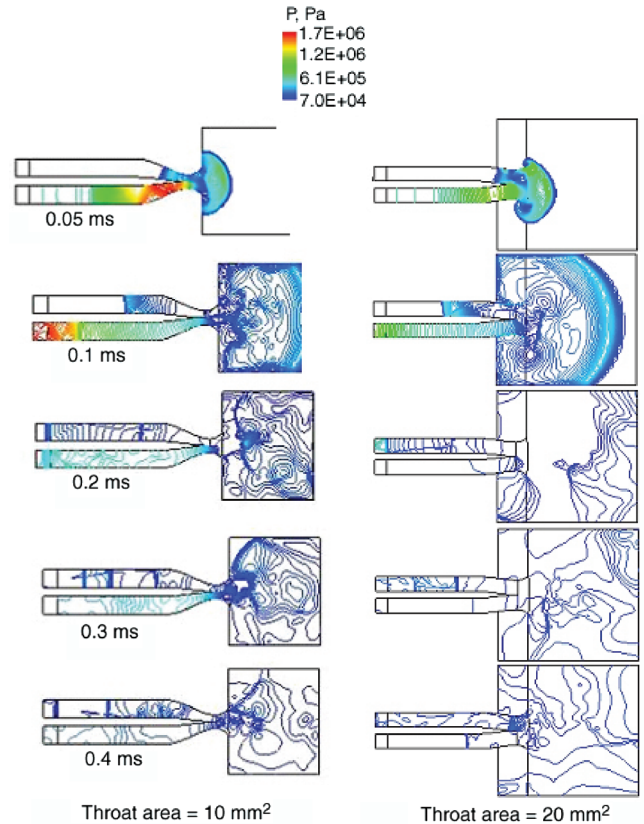 P, Pa
1.7E+06
1.2E+06
6.1E+05
7.0E+04
0.05 ms
0.1 ms
0.2 ms
0.3 ms
0.4 ms
Throat area = 10 mm²
Throat area = 20 mm²